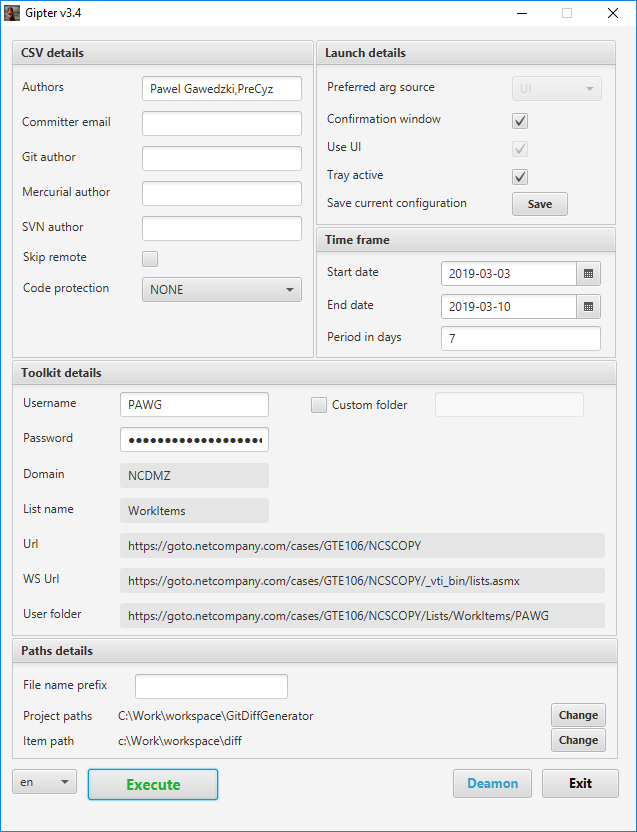 Gipter v3.4
CSV details
Authors
Pawel Gawedzki,PreCyz
Committer email
Git author
Mercurial author
SVN author
Skip remote
Code protection
NONE
Launch details
Preferred arg source
UI
Confirmation window
Use UI
Tray active
Save current configuration
Save
Time frame
Start date
2019-03-03
End date
2019-03-10
Period in days
7
Toolkit details
Username
PAWG
Custom folder
Password
Domain
NCDMZ
List name
WorkItems
Url
https://goto.netcompany.com/cases/GTE106/NCSCOPY
WS Url
https://goto.netcompany.com/cases/GTE106/NCSCOPY/_vti_bin/lists.asmx
User folder
https://goto.netcompany.com/cases/GTE106/NCSCOPY/Lists/WorkItems/PAWG
Paths details
File name prefix
Project paths
C:\Work\workspace\GitDiffGenerator
Change
Item path
c:\Work\workspace\diff
Change
en
Execute
Deamon
Exit